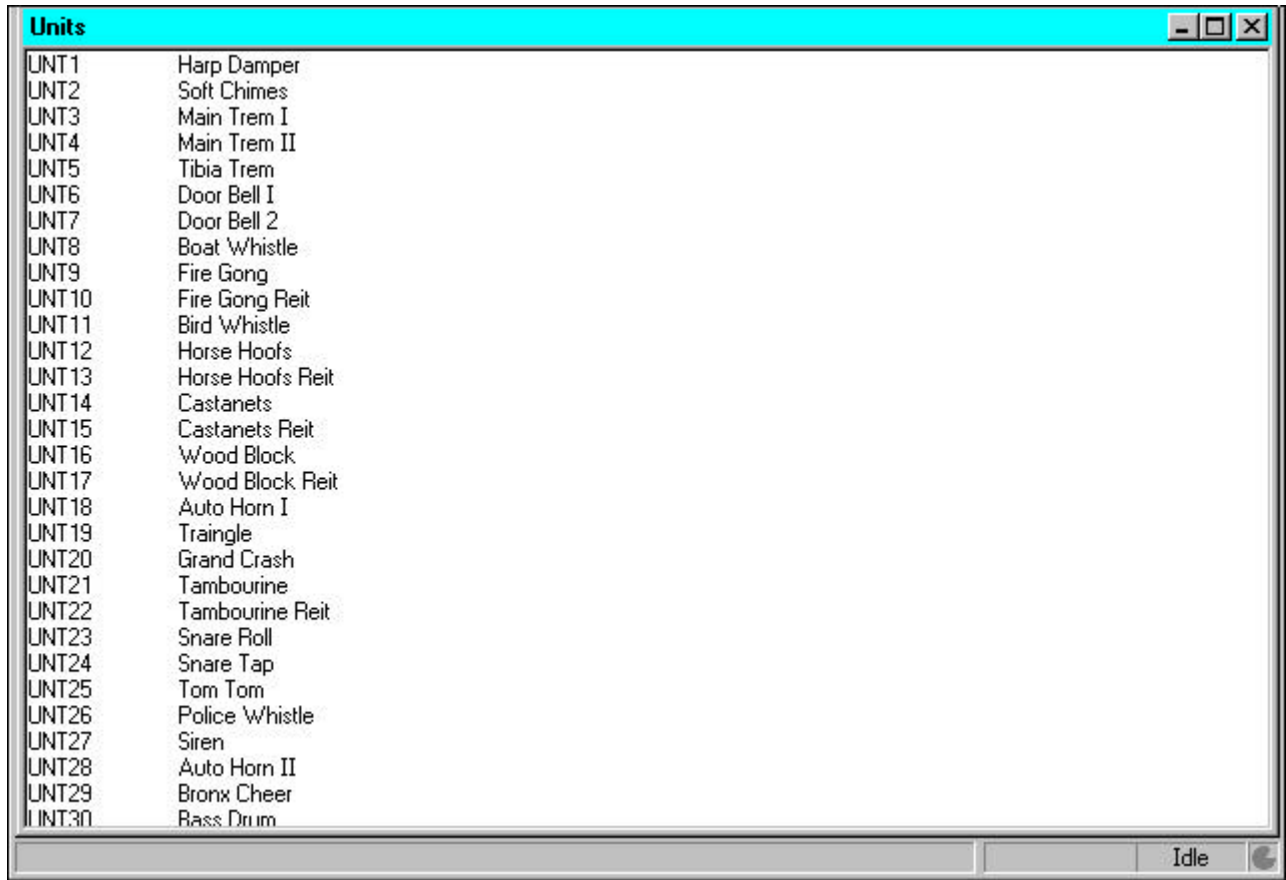 Units
UNT1 Harp Damper
UNT2 Soft Chimes
UNT3 Main Trem I
UNT4 Main Trem II
UNT5 Tibia Trem
UNT6 Door Bell I
UNT7 Door Bell 2
UNT8 Boat Whistle
UNT9 Fire Gong
UNT10 Fire Gong Reit
UNT11 Bird Whistle
UNT12 Horse Hoofs
UNT13 Horse Hoofs Reit
UNT14 Castanets
UNT15 Castanets Reit
UNT16 Wood Block
UNT17 Wood Block Reit
UNT18 Auto Horn I
UNT19 Traingle
UNT20 Grand Crash
UNT21 Tambourine
UNT22 Tambourine Reit
UNT23 Snare Roll
UNT24 Snare Tap
UNT25 Tom Tom
UNT26 Police Whistle
UNT27 Siren
UNT28 Auto Horn II
UNT29 Bronx Cheer
UNT30 Bass Drum
Idle